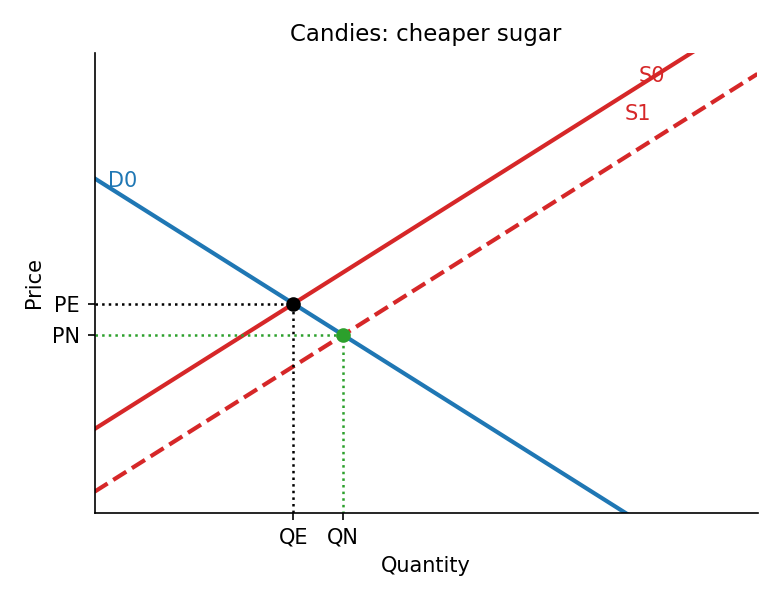 Candies: cheaper sugar
S0
S1
D0
Price
PE
PN
QE QN
Quantity